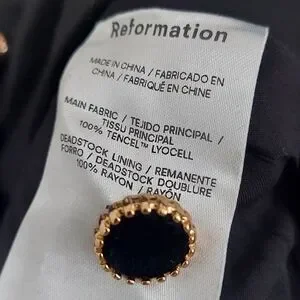 Reformation
MADE IN CHINA / FABRICADO EN
CHINA / FABRIQUÉ EN CHINE
MAIN FABRIC / TEJIDO PRINCIPAL /
TISSU PRINCIPAL
100% TENCEL™ LYOCELL
DEADSTOCK LINING / REMANENTE
FORRO / DEADSTOCK DOUBLURE
100% RAYON / RAYÓN